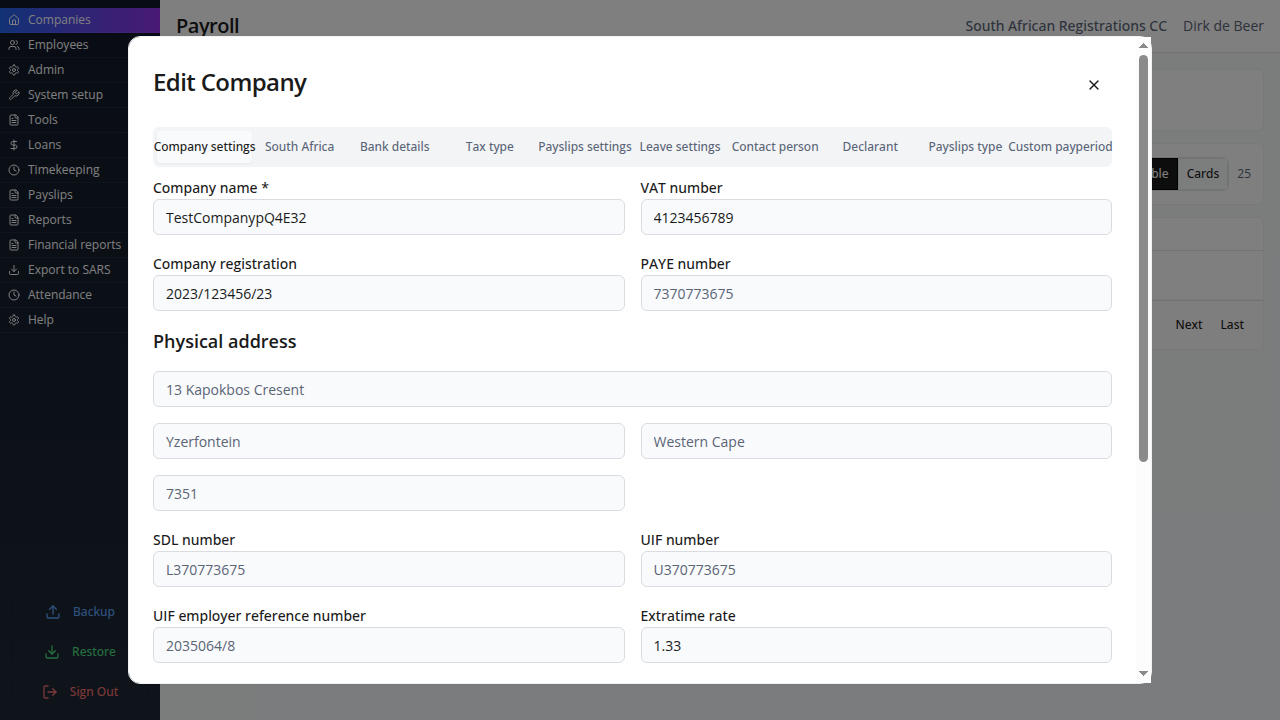 Companies
Employees
Admin
System setup
Tools
Loans
Timekeeping
Payslips
Reports
Financial reports
Export to SARS
Attendance
Help
Backup
Restore
Sign Out
Payroll
South African Registrations CC Dirk de Beer
Edit Company
Company settings South Africa Bank details Tax type Payslips settings Leave settings Contact person Declarant Payslips type Custom payperiod
Company name * VAT number
TestCompanypQ4E32 4123456789
Company registration PAYE number
2023/123456/23 7370773675
Physical address
13 Kapokbos Cresent
Yzerfontein Western Cape
7351
SDL number UIF number
L370773675 U370773675
UIF employer reference number Extratime rate
2035064/8 1.33
ble Cards 25
Next Last